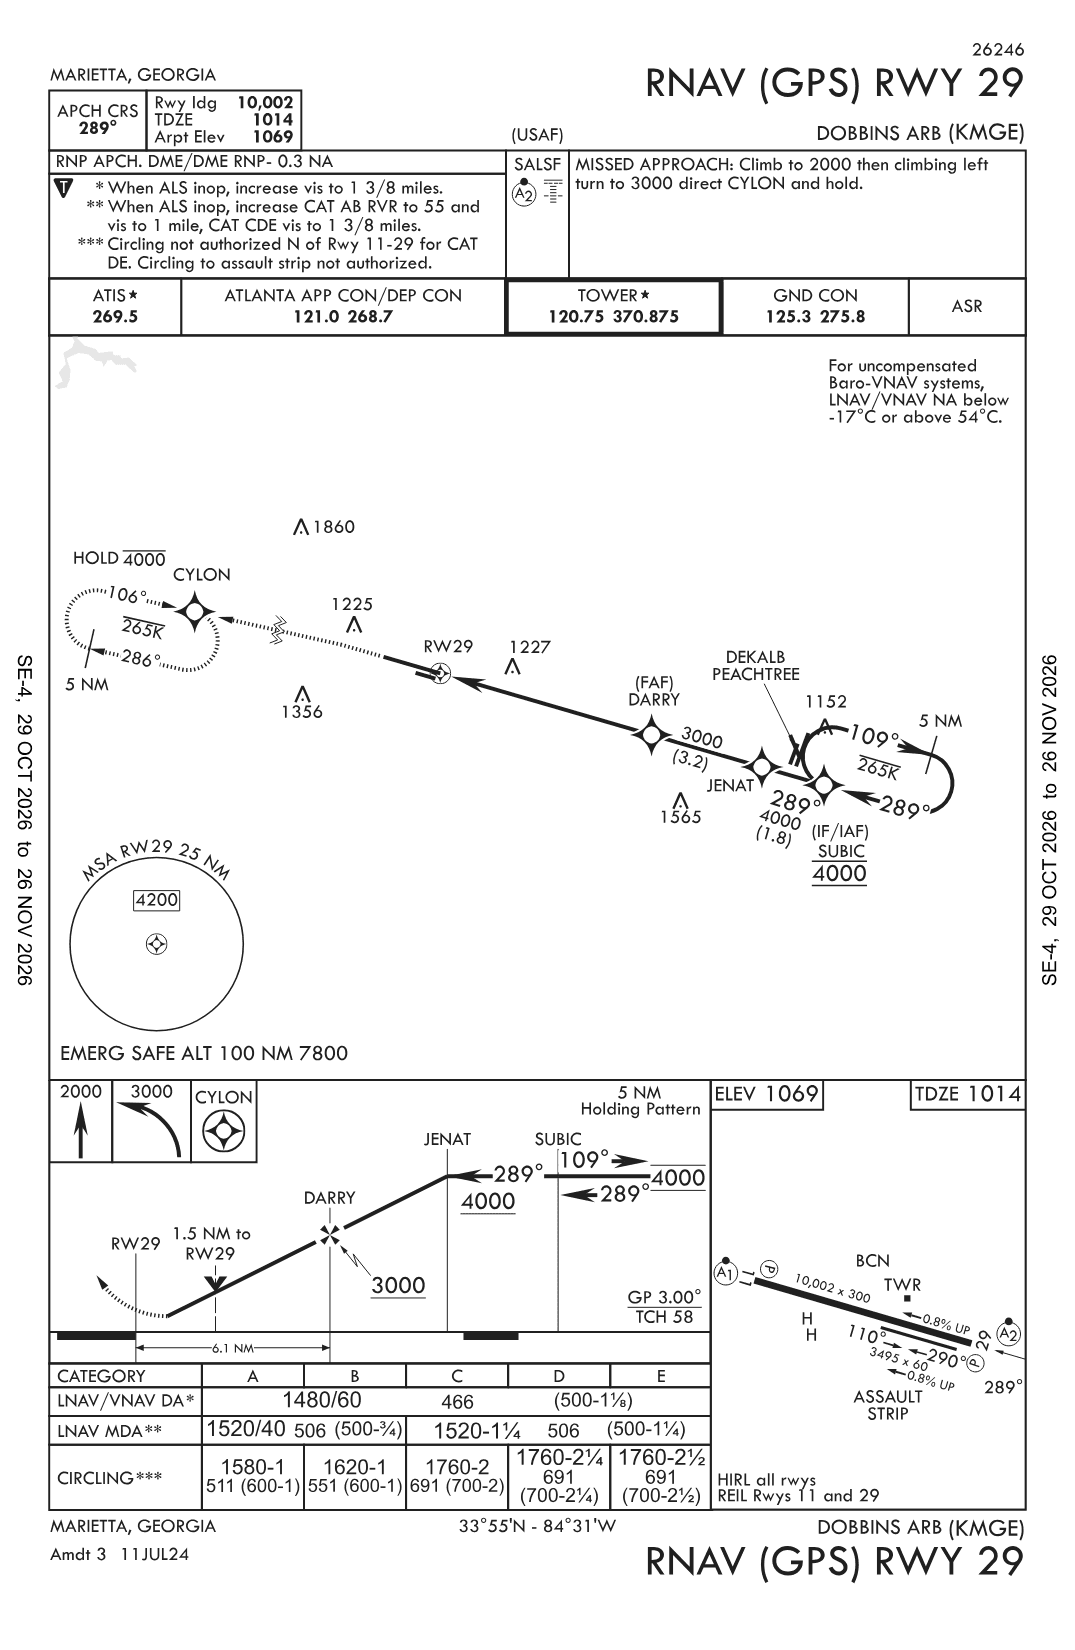 26246
MARIETTA, GEORGIA
RNAV (GPS) RWY 29
APCH CRS
289°
Rwy ldg 10,002
TDZE 1014
Arpt Elev 1069
(USAF)
DOBBINS ARB (KMGE)
RNP APCH. DME/DME RNP- 0.3 NA
T
* When ALS inop, increase vis to 1 3/8 miles.
** When ALS inop, increase CAT AB RVR to 55 and
vis to 1 mile, CAT CDE vis to 1 3/8 miles.
*** Circling not authorized N of Rwy 11-29 for CAT
DE. Circling to assault strip not authorized.
SALSF
A2
MISSED APPROACH: Climb to 2000 then climbing left
turn to 3000 direct CYLON and hold.
ATIS★
269.5
ATLANTA APP CON/DEP CON
121.0 268.7
TOWER★
120.75 370.875
GND CON
125.3 275.8
ASR
For uncompensated
Baro-VNAV systems,
LNAV/VNAV NA below
-17°C or above 54°C.
1860
HOLD 4000
CYLON
106°
265K
286°
5 NM
1225
RW29
1227
1356
(FAF)
DARRY
DEKALB
PEACHTREE
1152
5 NM
109°
265K
289°
3000
(3.2)
JENAT
1565
289°
4000
(1.8)
(IF/IAF)
SUBIC
4000
MSA RW29 25 NM
4200
EMERG SAFE ALT 100 NM 7800
SE-4, 29 OCT 2026 to 26 NOV 2026
SE-4, 29 OCT 2026 to 26 NOV 2026
2000
3000
CYLON
5 NM
Holding Pattern
JENAT
SUBIC
109°
289°
4000
289°
4000
DARRY
1.5 NM to
RW29
RW29
3000
GP 3.00°
TCH 58
6.1 NM
ELEV 1069
TDZE 1014
A1
P
BCN
TWR
10,002 x 300
0.8% UP
H
H
110°
290°
3495 x 60
0.8% UP
P
29
A2
289°
ASSAULT
STRIP
HIRL all rwys
REIL Rwys 11 and 29
CATEGORY A B C D E
LNAV/VNAV DA* 1480/60 466 (500-1⅛)
LNAV MDA** 1520/40 506 (500-¾) 1520-1¼ 506 (500-1¼)
CIRCLING***
1580-1
511 (600-1)
1620-1
551 (600-1)
1760-2
691 (700-2)
1760-2¼
691
(700-2¼)
1760-2½
691
(700-2½)
MARIETTA, GEORGIA
33°55'N - 84°31'W
DOBBINS ARB (KMGE)
Amdt 3 11JUL24
RNAV (GPS) RWY 29